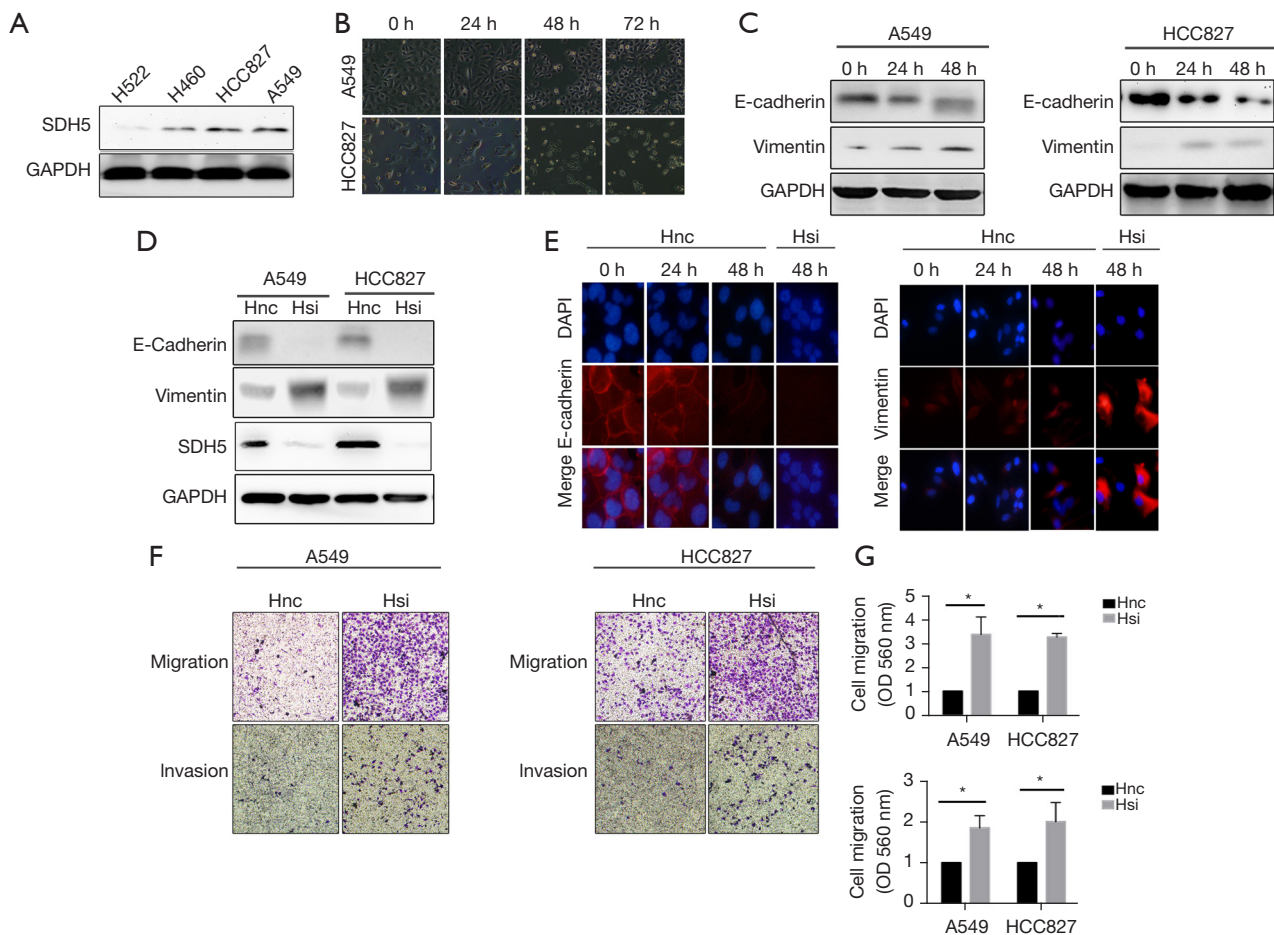 A
H522 H460 HCC827 A549
SDH5
GAPDH
B
0 h 24 h 48 h 72 h
A549
HCC827
C
A549
0 h 24 h 48 h
E-cadherin
Vimentin
GAPDH
HCC827
0 h 24 h 48 h
E-cadherin
Vimentin
GAPDH
D
A549 HCC827
Hnc Hsi Hnc Hsi
E-Cadherin
Vimentin
SDH5
GAPDH
E
Hnc Hsi
0 h 24 h 48 h 48 h
DAPI
E-cadherin
Merge
Hnc Hsi
0 h 24 h 48 h 48 h
DAPI
Vimentin
Merge
F
A549
Hnc Hsi
Migration
Invasion
HCC827
Hnc Hsi
Migration
Invasion
G
Cell migration
(OD 560 nm)
5
4
3
2
1
0
* *
A549 HCC827
Hnc
Hsi
Cell migration
(OD 560 nm)
3
2
1
0
* *
A549 HCC827
Hnc
Hsi